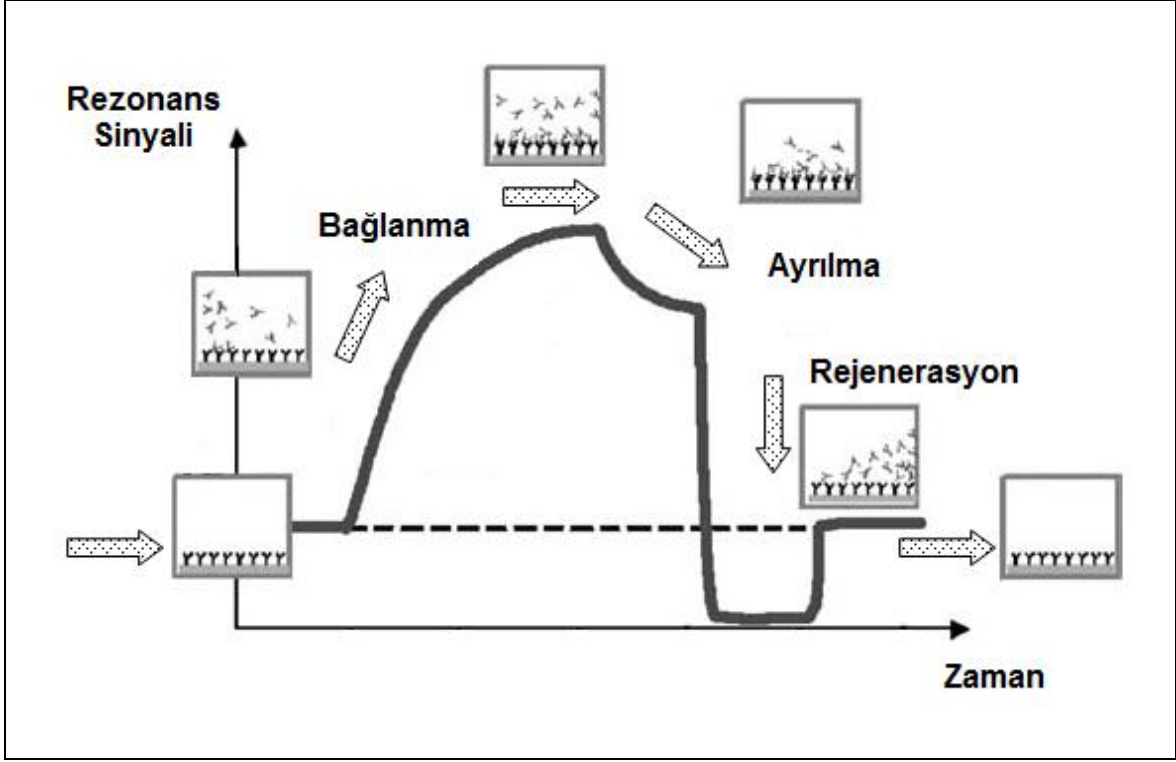 Rezonans
Sinyali
Bağlanma
Ayrılma
Rejenerasyon
Zaman